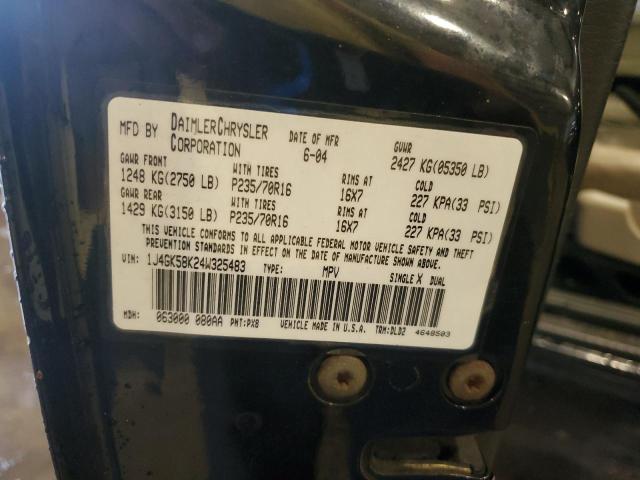 MFD BY DAIMLERCHRYSLER CORPORATION DATE OF MFR 6-04 GVWR 2427 KG(05350 LB)
GAWR FRONT WITH TIRES RIMS AT COLD
1248 KG(2750 LB) P235/70R16 16X7 227 KPA(33 PSI)
GAWR REAR WITH TIRES RIMS AT COLD
1429 KG(3150 LB) P235/70R16 16X7 227 KPA(33 PSI)
THIS VEHICLE CONFORMS TO ALL APPLICABLE FEDERAL MOTOR VEHICLE SAFETY AND THEFT
PREVENTION STANDARDS IN EFFECT ON THE DATE OF MANUFACTURE SHOWN ABOVE.
VIN: 1J4GK58K24W325483 TYPE: MPV SINGLE X DUAL
MDH: 063000 080AA PNT:PX8 VEHICLE MADE IN U.S.A. TRM:DLD2 4648503